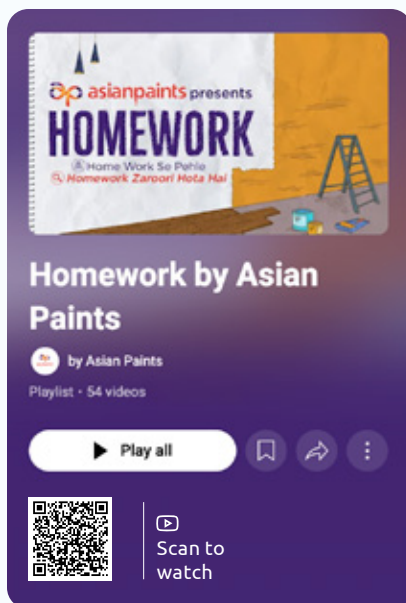 asianpaints presents
HOMEWORK
Home Work Se Pehle
Homework Zaroori Hota Hai
Homework by Asian
Paints
by Asian Paints
Playlist • 54 videos
Play all
Scan to
watch